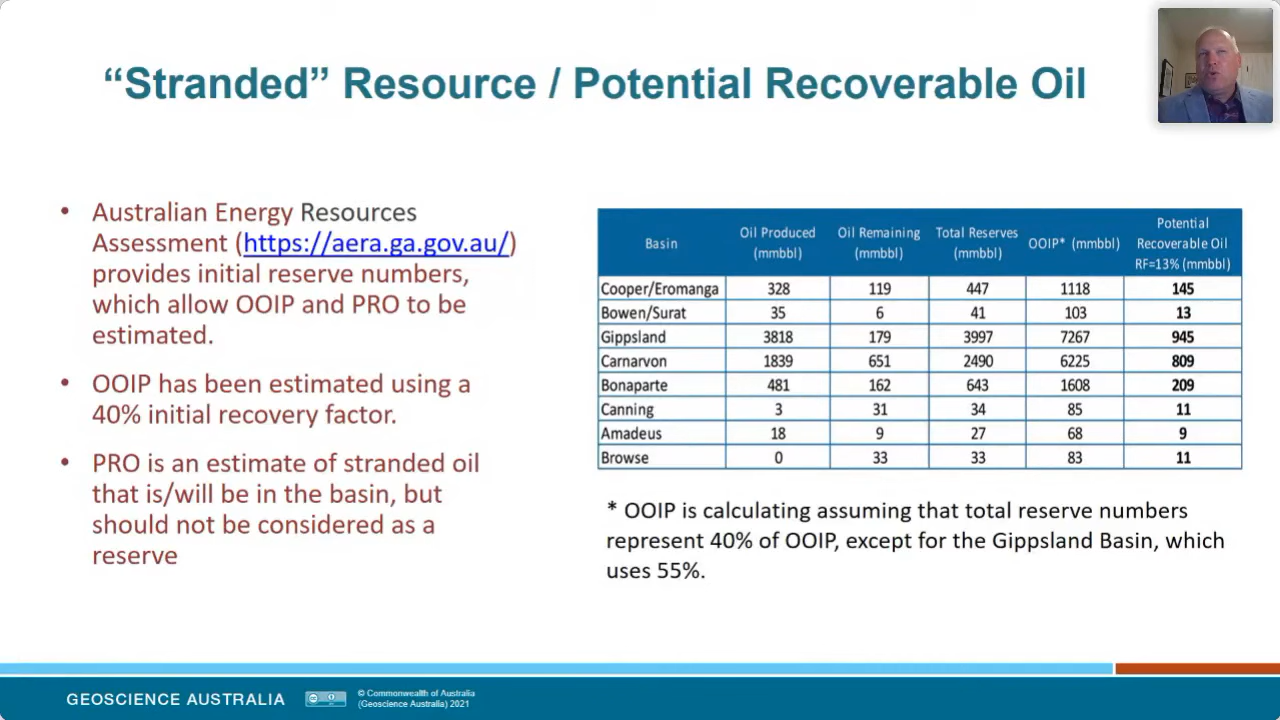 “Stranded” Resource / Potential Recoverable Oil
• Australian Energy Resources
Assessment (https://aera.ga.gov.au/)
provides initial reserve numbers,
which allow OOIP and PRO to be
estimated.
• OOIP has been estimated using a
40% initial recovery factor.
• PRO is an estimate of stranded oil
that is/will be in the basin, but
should not be considered as a
reserve
Basin Oil Produced (mmbbl) Oil Remaining (mmbbl) Total Reserves (mmbbl) OOIP* (mmbbl) Potential Recoverable Oil RF=13% (mmbbl)
Cooper/Eromanga 328 119 447 1118 145
Bowen/Surat 35 6 41 103 13
Gippsland 3818 179 3997 7267 945
Carnarvon 1839 651 2490 6225 809
Bonaparte 481 162 643 1608 209
Canning 3 31 34 85 11
Amadeus 18 9 27 68 9
Browse 0 33 33 83 11
* OOIP is calculating assuming that total reserve numbers
represent 40% of OOIP, except for the Gippsland Basin, which
uses 55%.
GEOSCIENCE AUSTRALIA
© Commonwealth of Australia
(Geoscience Australia) 2021